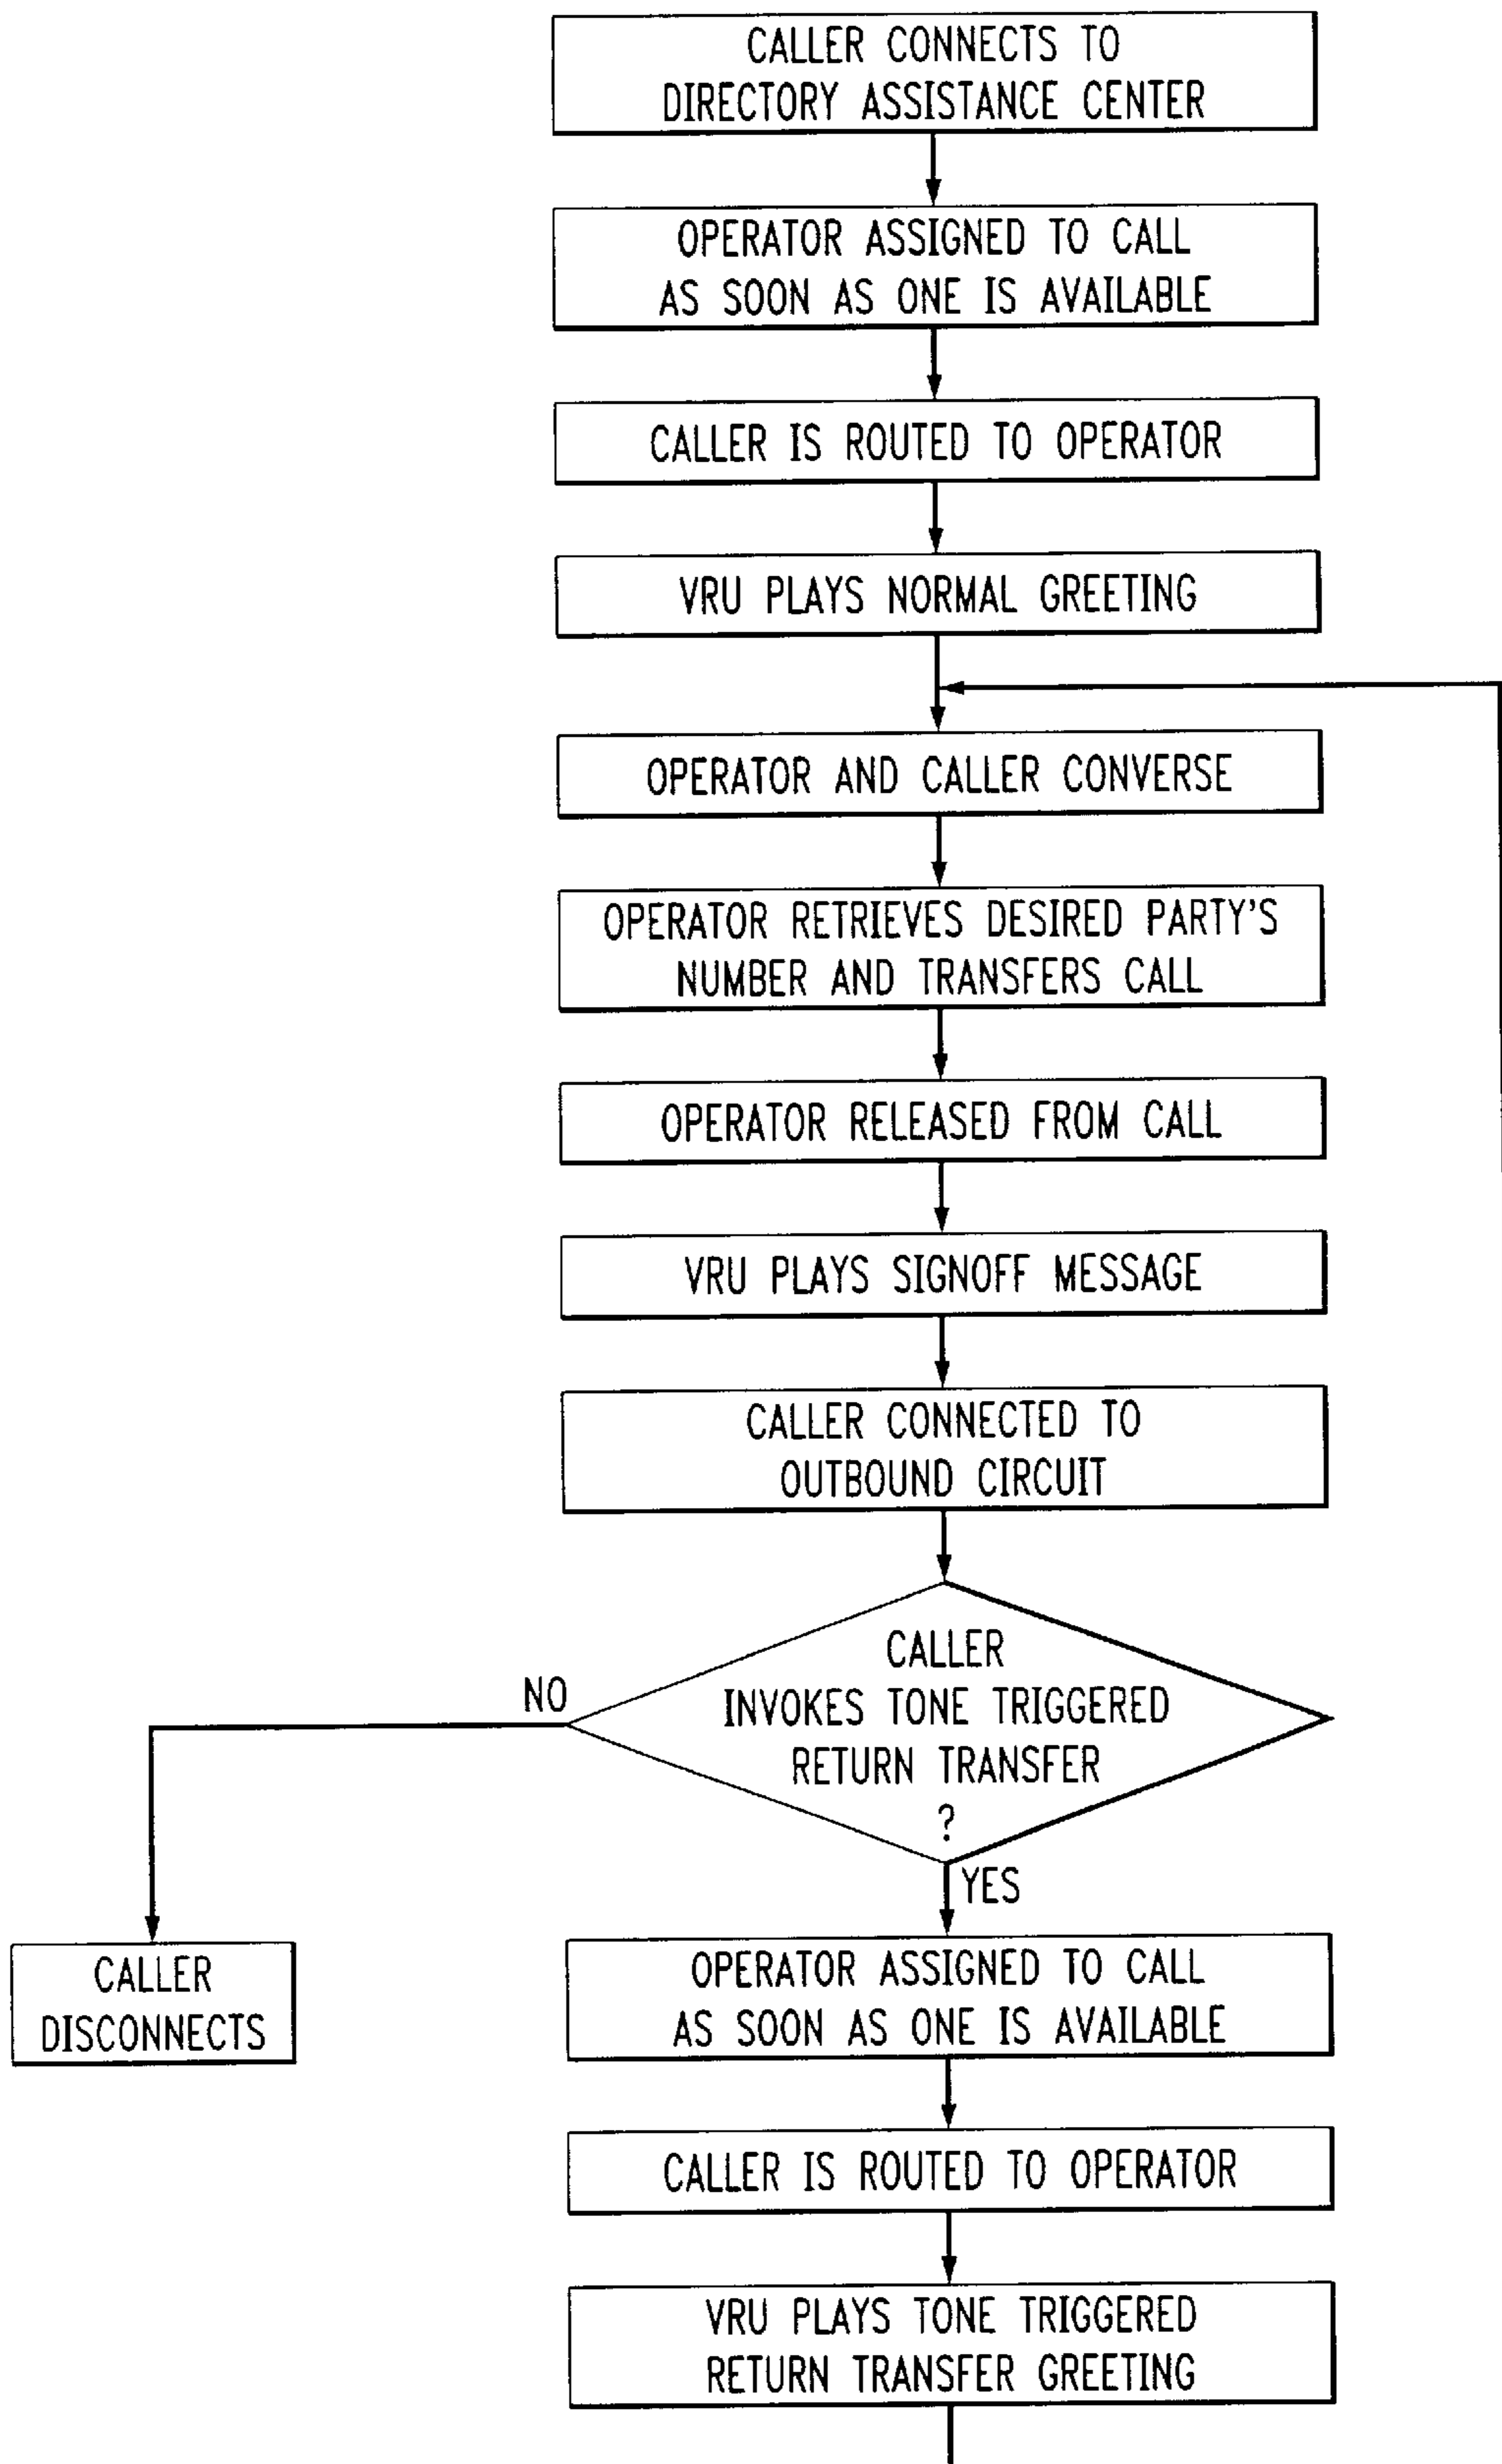 CALLER CONNECTS TO
DIRECTORY ASSISTANCE CENTER
OPERATOR ASSIGNED TO CALL
AS SOON AS ONE IS AVAILABLE
CALLER IS ROUTED TO OPERATOR
VRU PLAYS NORMAL GREETING
OPERATOR AND CALLER CONVERSE
OPERATOR RETRIEVES DESIRED PARTY'S
NUMBER AND TRANSFERS CALL
OPERATOR RELEASED FROM CALL
VRU PLAYS SIGNOFF MESSAGE
CALLER CONNECTED TO
OUTBOUND CIRCUIT
CALLER
INVOKES TONE TRIGGERED
RETURN TRANSFER
?
NO
YES
CALLER
DISCONNECTS
OPERATOR ASSIGNED TO CALL
AS SOON AS ONE IS AVAILABLE
CALLER IS ROUTED TO OPERATOR
VRU PLAYS TONE TRIGGERED
RETURN TRANSFER GREETING